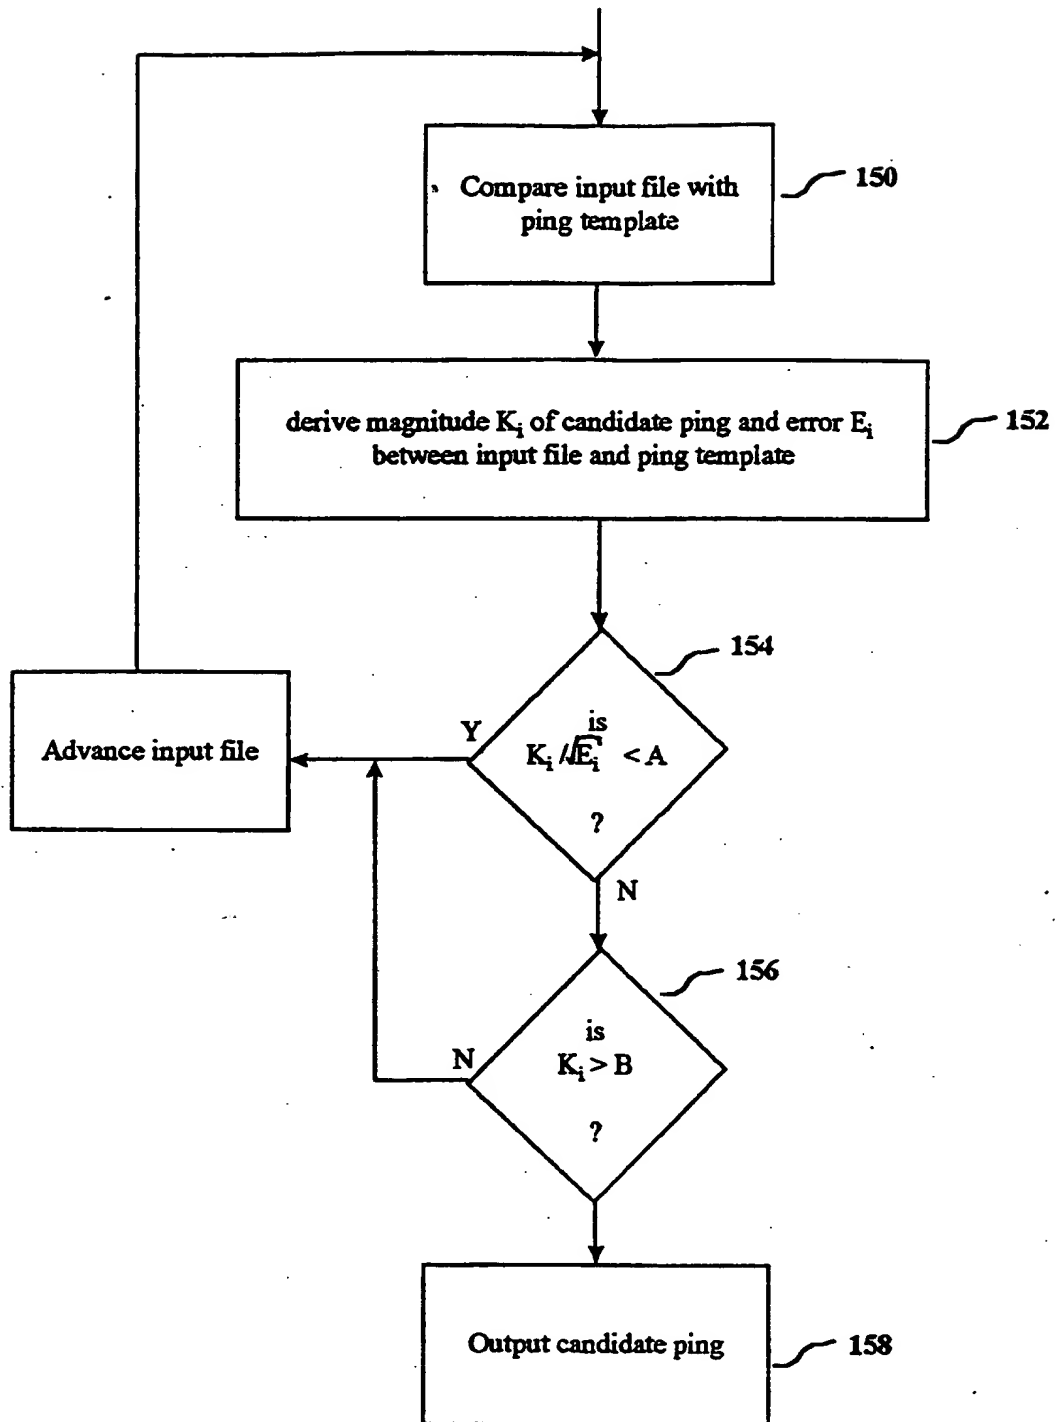 Compare input file with
ping template
150
derive magnitude Kᵢ of candidate ping and error Eᵢ
between input file and ping template
152
154
Advance input file
Y
is
Kᵢ /√Eᵢ < A
?
N
156
N
is
Kᵢ > B
?
Output candidate ping
158